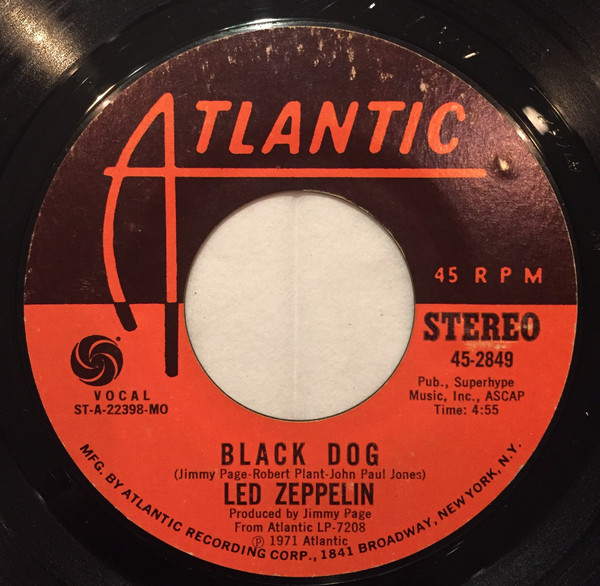 ATLANTIC
45 RPM
STEREO
45-2849
Pub., Superhype
Music, Inc., ASCAP
Time: 4:55
VOCAL
ST-A-22398-MO
BLACK DOG
(Jimmy Page-Robert Plant-John Paul Jones)
LED ZEPPELIN
Produced by Jimmy Page
From Atlantic LP-7208
℗ 1971 Atlantic
MFG. BY ATLANTIC RECORDING CORP., 1841 BROADWAY, NEW YORK, N.Y.